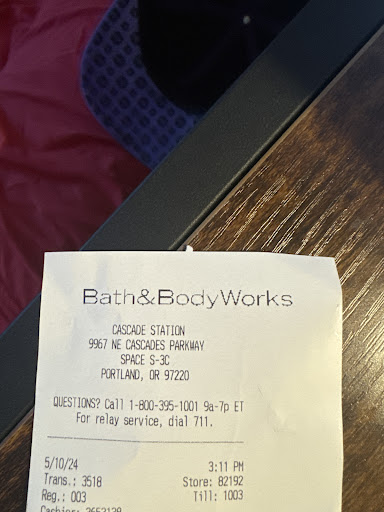 Bath&BodyWorks
CASCADE STATION
9967 NE CASCADES PARKWAY
SPACE S-3C
PORTLAND, OR 97220
QUESTIONS? Call 1-800-395-1001 9a-7p ET
For relay service, dial 711.
5/10/24 3:11 PM
Trans.: 3518 Store: 82192
Reg.: 003 Till: 1003
Cashier: